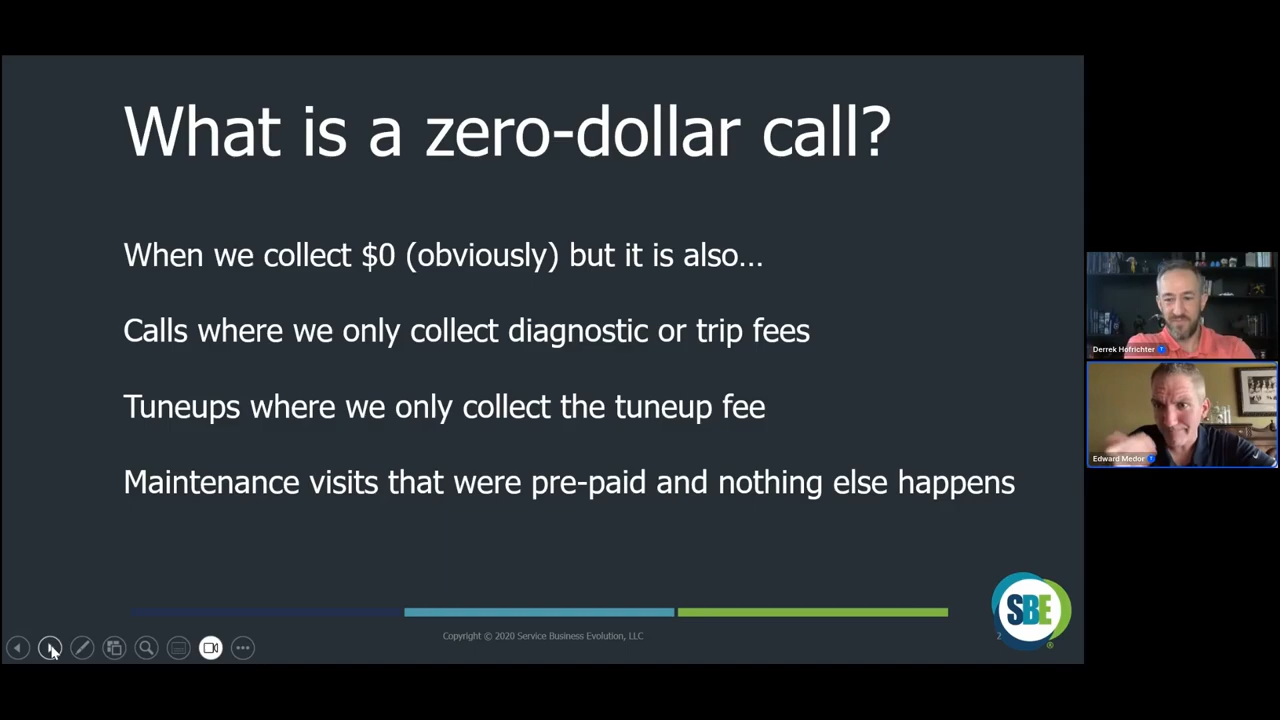 What is a zero-dollar call?
When we collect $0 (obviously) but it is also…
Calls where we only collect diagnostic or trip fees
Tuneups where we only collect the tuneup fee
Maintenance visits that were pre-paid and nothing else happens
Copyright © 2020 Service Business Evolution, LLC
2
SBE
®
Derrek Hofrichter
Edward Medor